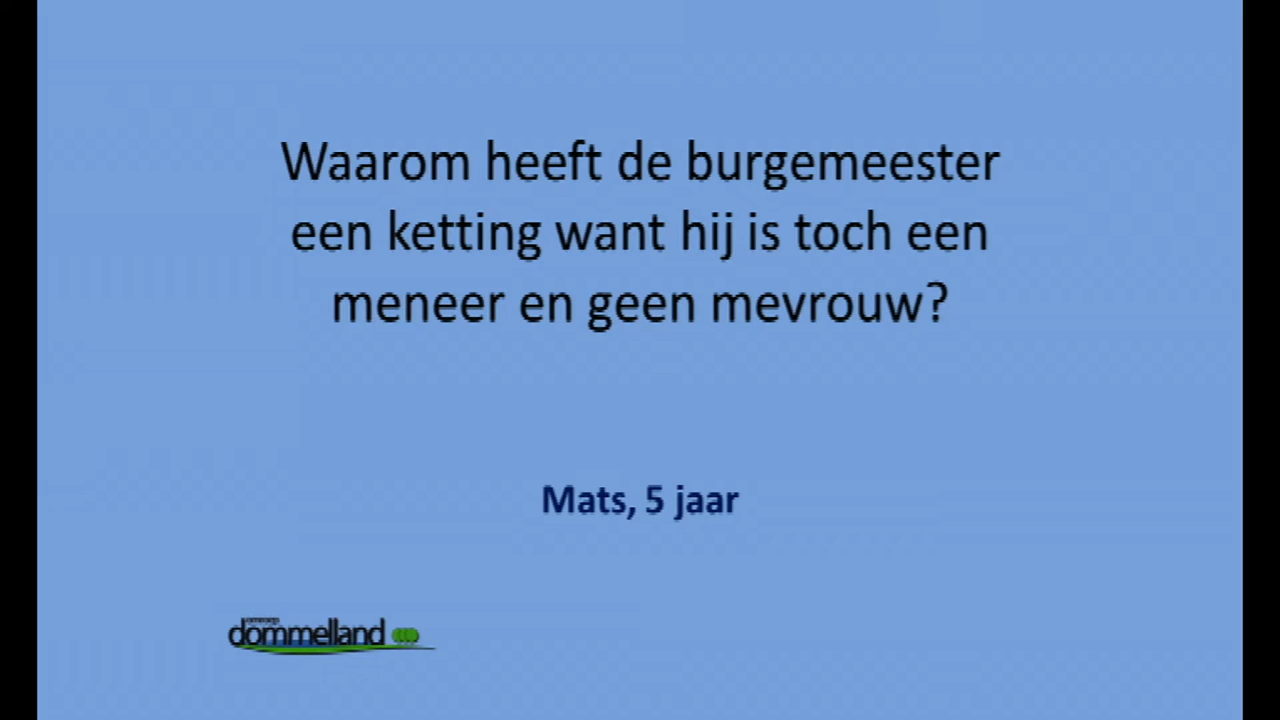 Waarom heeft de burgemeester
een ketting want hij is toch een
meneer en geen mevrouw?
Mats, 5 jaar
omroep
dommelland